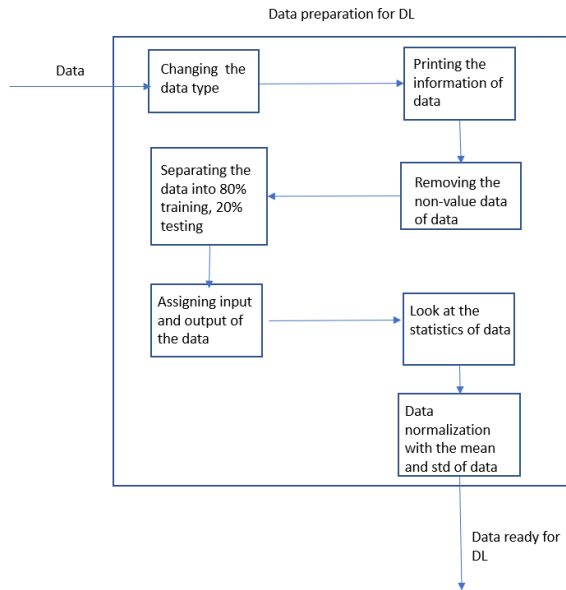 Data preparation for DL
Data
Changing the
data type
Printing the
information of
data
Separating the
data into 80%
training, 20%
testing
Removing the
non-value data
of data
Assigning input
and output of
the data
Look at the
statistics of data
Data
normalization
with the mean
and std of data
Data ready for
DL